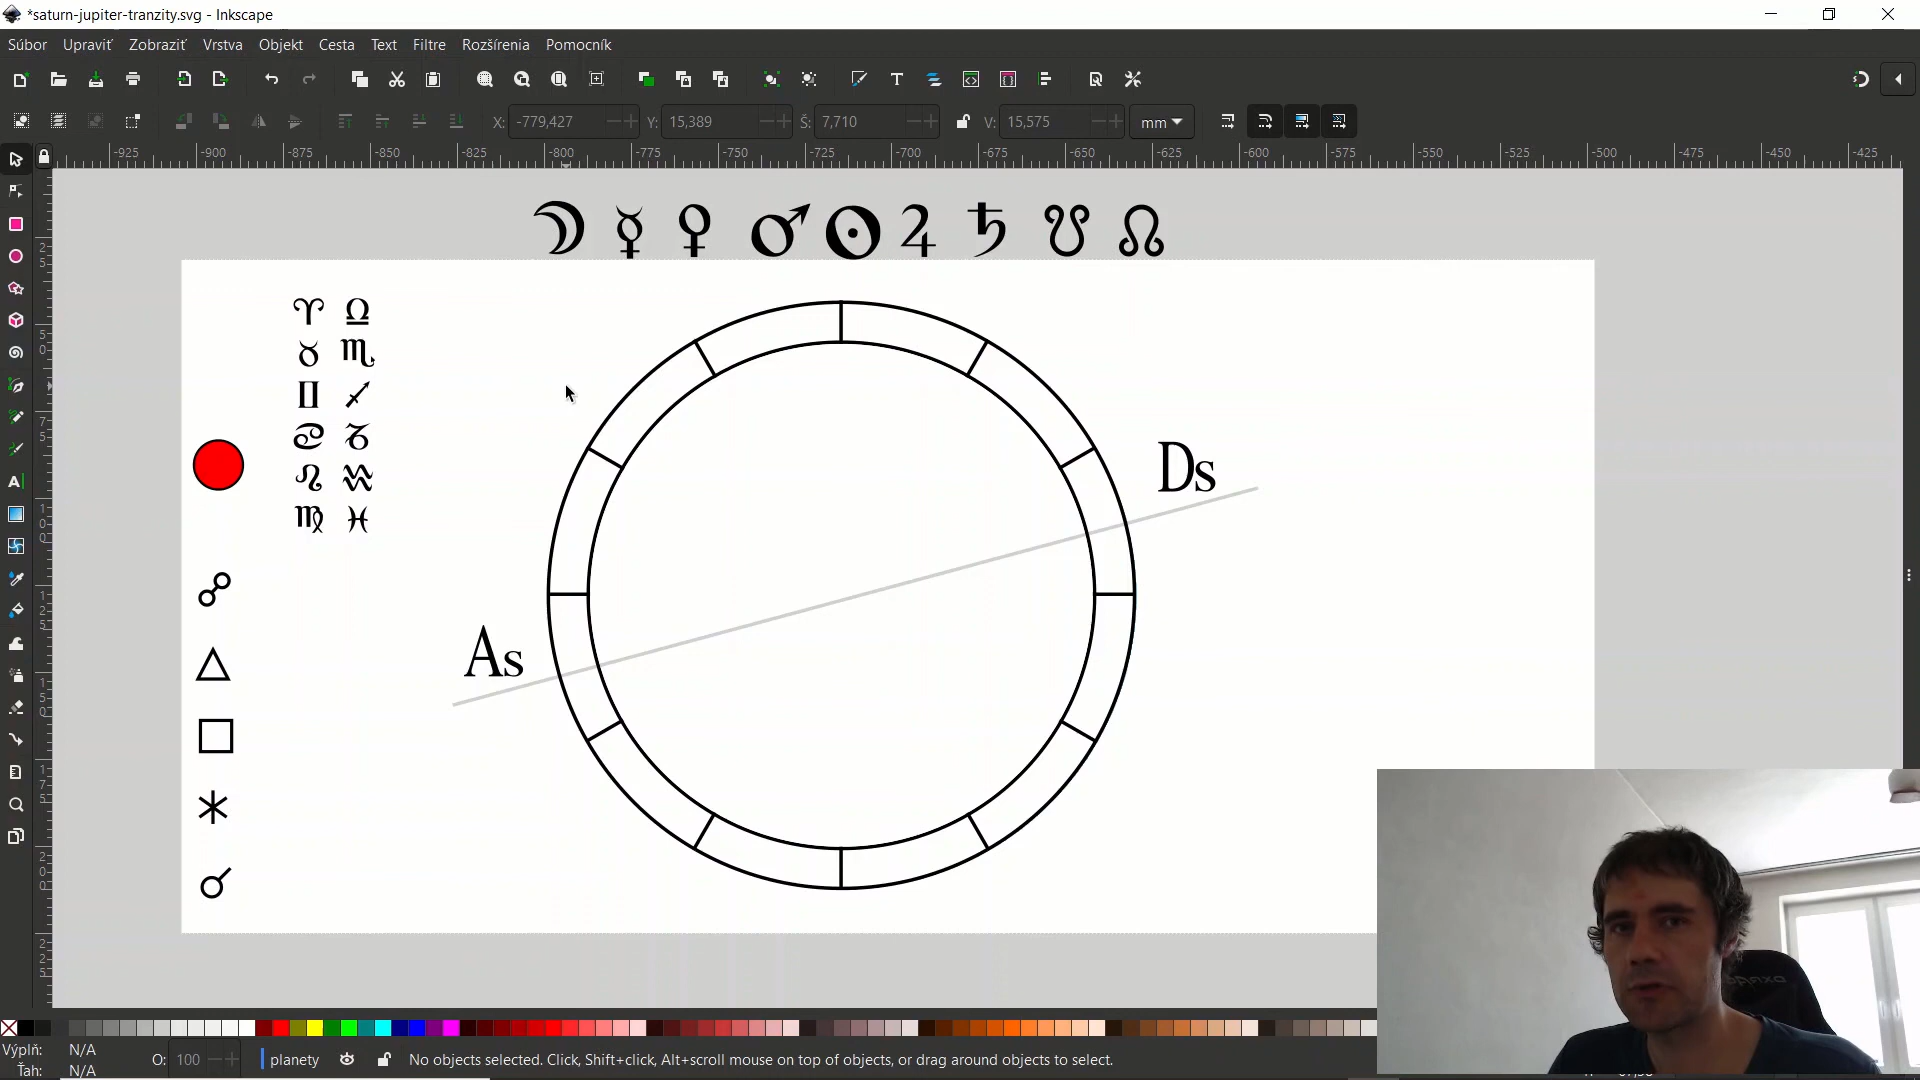 *saturn-jupiter-tranzity.svg - Inkscape
Súbor Upraviť Zobraziť Vrstva Objekt Cesta Text Filtre Rozšírenia Pomocník
X: -779,427 Y: 15,389 Š: 7,710 V: 15,575 mm
-925 -900 -875 -850 -825 -800 -775 -750 -725 -700 -675 -650 -625 -600 -575 -550 -525 -500 -475 -450 -425
☽ ☿ ♀ ♂ ☉ ♃ ♄ ☋ ☊
♈ ♎
♉ ♏
♊ ♐
♋ ♑
♌ ♒
♍ ♓
Ds
As
Výplň: N/A
Ťah: N/A
O: 100
planety
No objects selected. Click, Shift+click, Alt+scroll mouse on top of objects, or drag around objects to select.